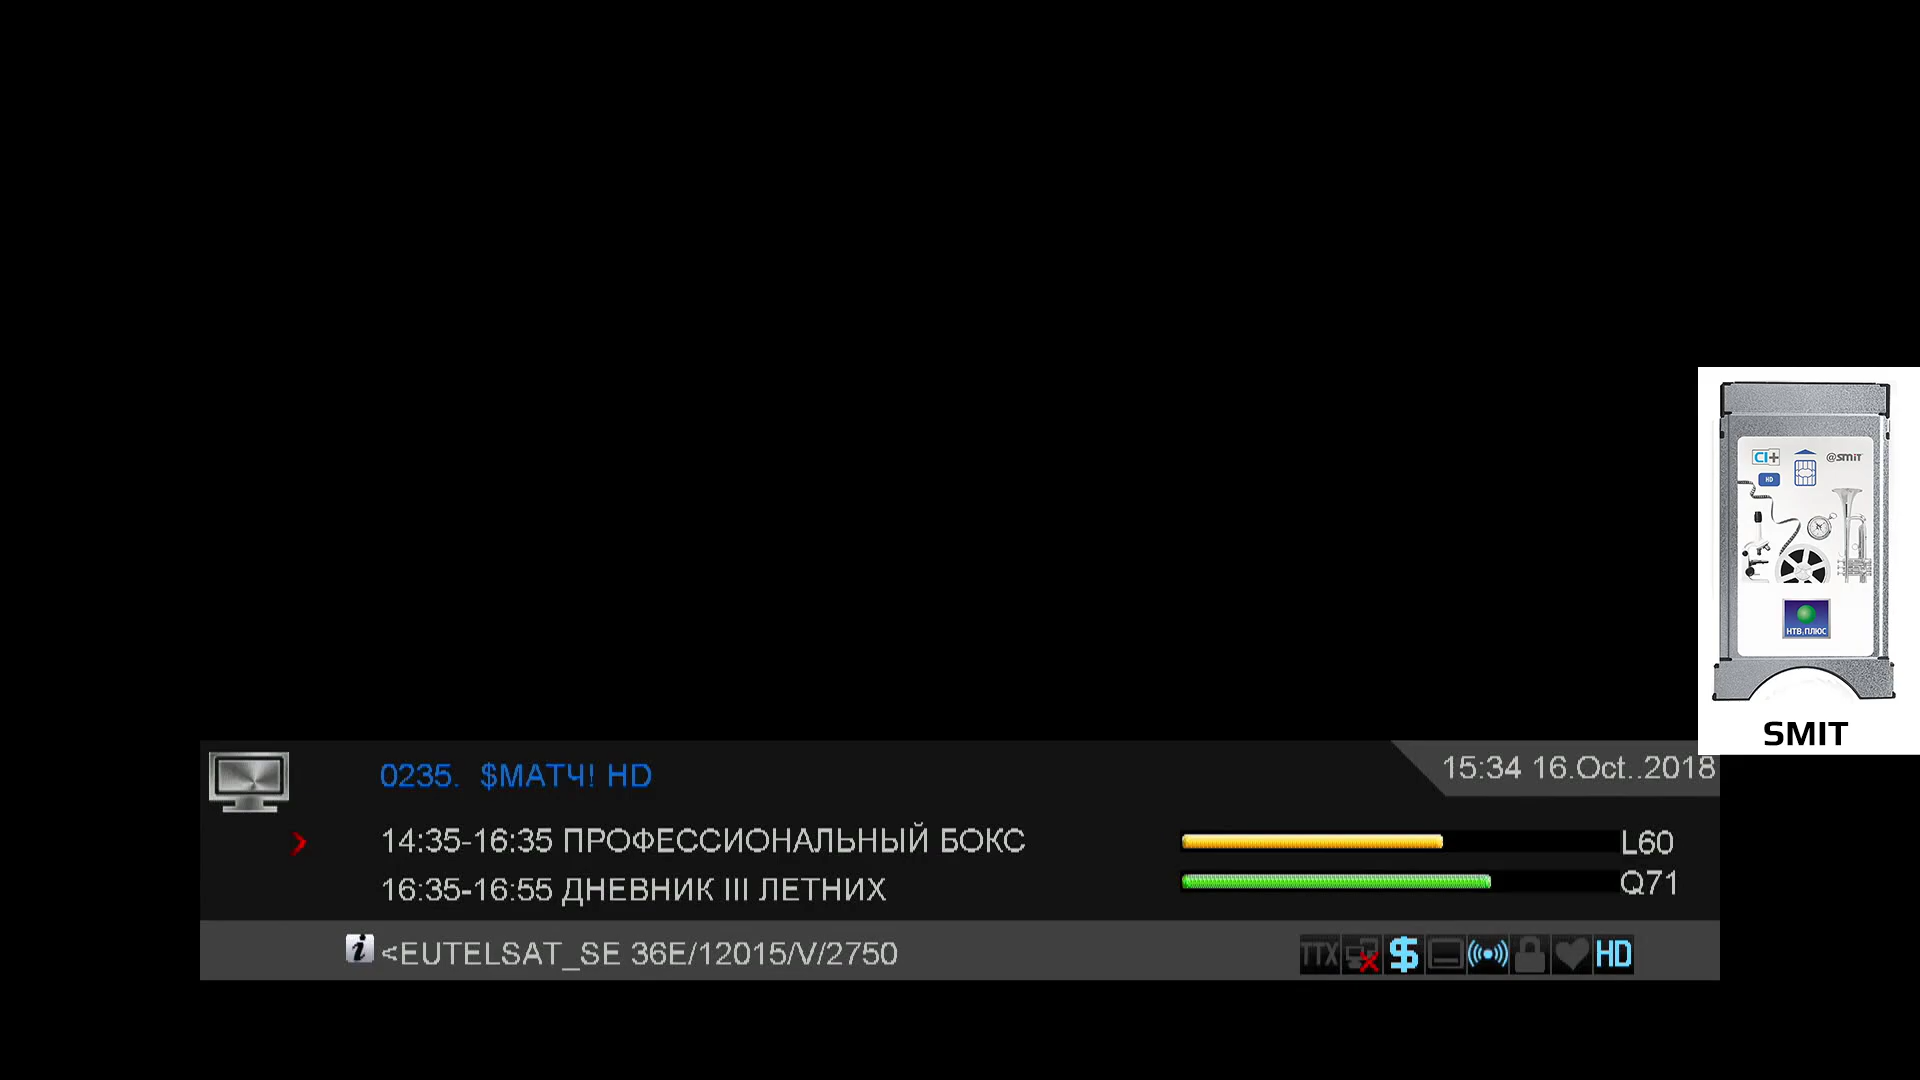 CI+
@SMiT
HD
НТВ.ПЛЮС
SMIT
0235. $МАТЧ! HD
15:34 16.Oct..2018
14:35-16:35 ПРОФЕССИОНАЛЬНЫЙ БОКС
L60
16:35-16:55 ДНЕВНИК III ЛЕТНИХ
Q71
i <EUTELSAT_SE 36E/12015/V/2750
TTX $ HD